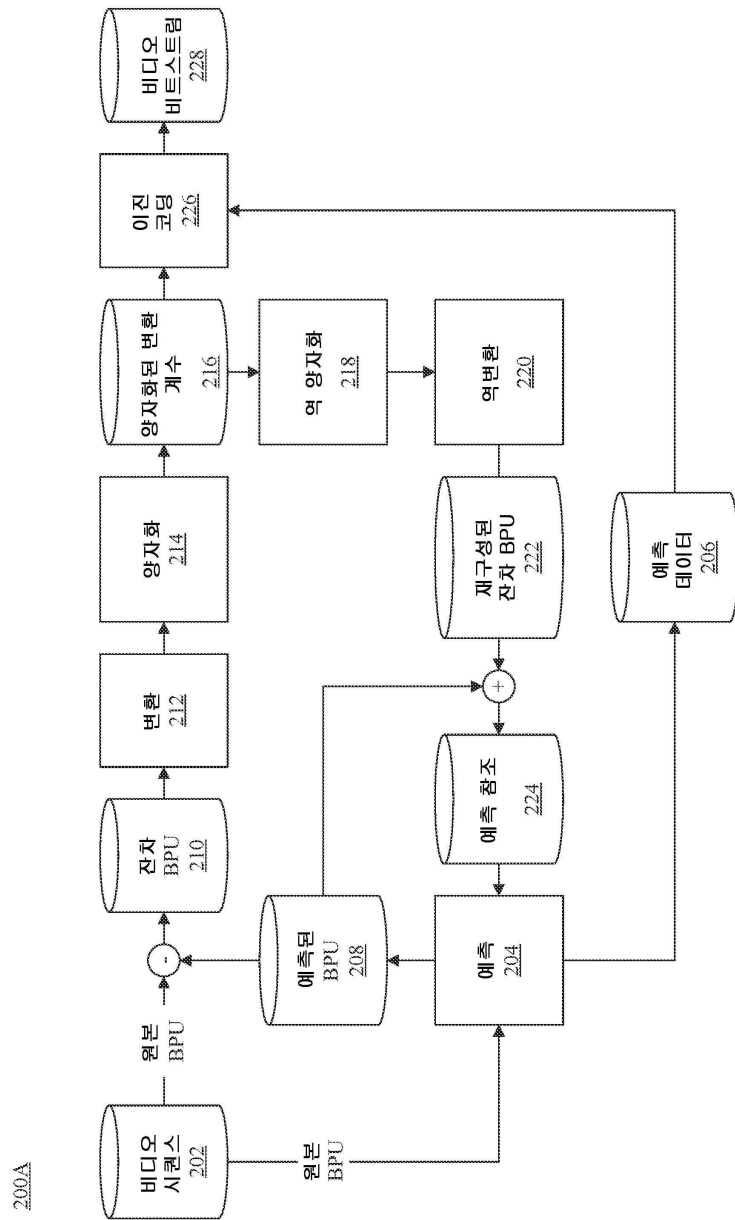 200A
비디오
시퀀스
202
원본
BPU
원본
BPU
-
잔차
BPU
210
변환
212
양자화
214
양자화된 변환
계수
216
이진
코딩
226
비디오
비트스트림
228
예측된
BPU
208
역 양자화
218
예측
204
예측 참조
224
+
재구성된
잔차 BPU
222
역변환
220
예측
데이터
206